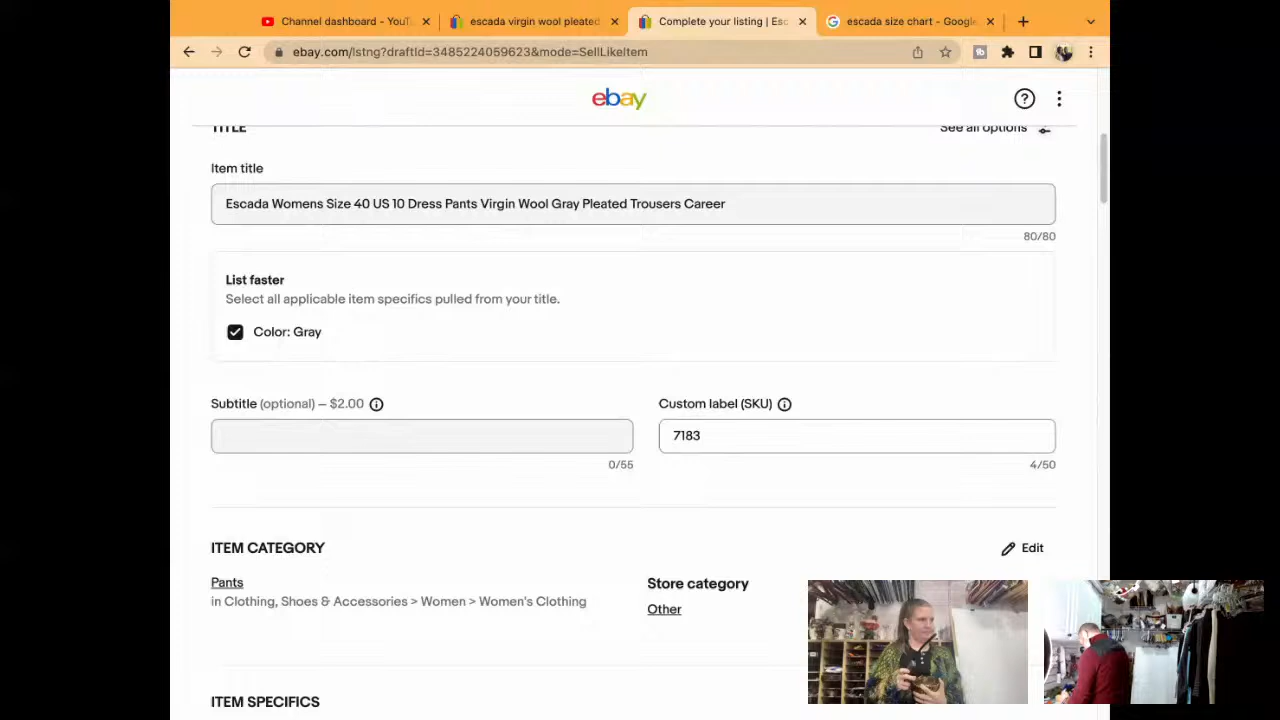 Channel dashboard - YouT
escada virgin wool pleated
Complete your listing | Esc
escada size chart - Google
ebay.com/lstng?draftId=3485224059623&mode=SellLikeItem
ebay
TITLE
See all options
Item title
Escada Womens Size 40 US 10 Dress Pants Virgin Wool Gray Pleated Trousers Career
80/80
List faster
Select all applicable item specifics pulled from your title.
Color: Gray
Subtitle (optional) – $2.00
Custom label (SKU)
7183
0/55
4/50
ITEM CATEGORY
Edit
Pants
in Clothing, Shoes & Accessories > Women > Women's Clothing
Store category
Other
ITEM SPECIFICS